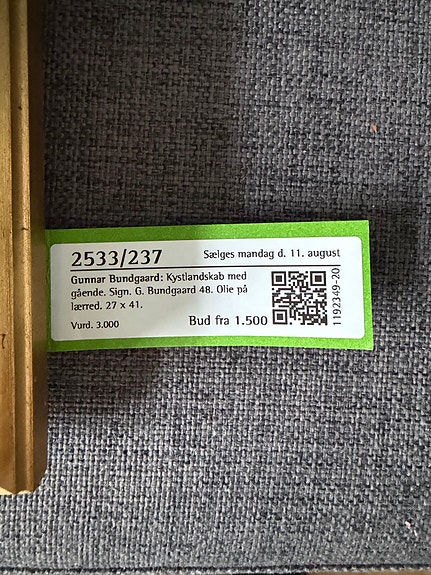 2533/237 Sælges mandag d. 11. august
Gunnar Bundgaard: Kystlandskab med
gående. Sign. G. Bundgaard 48. Olie på
lærred. 27 x 41.
Vurd. 3.000 Bud fra 1.500
1192349-20